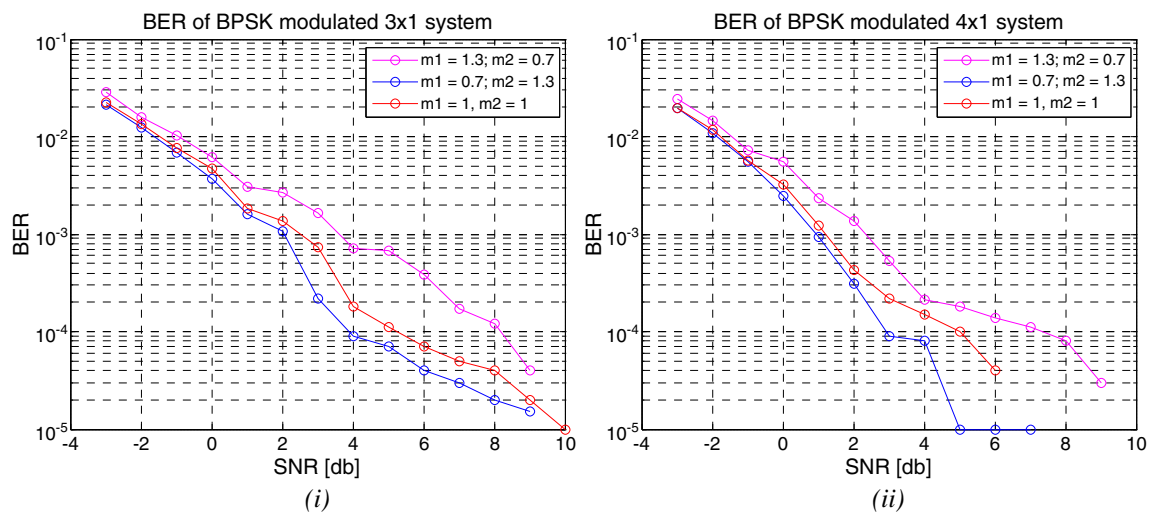 BER of BPSK modulated 3x1 system
10^-1
10^-2
10^-3
10^-4
10^-5
BER
-4 -2 0 2 4 6 8 10
SNR [db]
m1 = 1.3; m2 = 0.7
m1 = 0.7; m2 = 1.3
m1 = 1, m2 = 1
(i)
BER of BPSK modulated 4x1 system
10^-1
10^-2
10^-3
10^-4
10^-5
BER
-4 -2 0 2 4 6 8 10
SNR [db]
m1 = 1.3; m2 = 0.7
m1 = 0.7; m2 = 1.3
m1 = 1, m2 = 1
(ii)